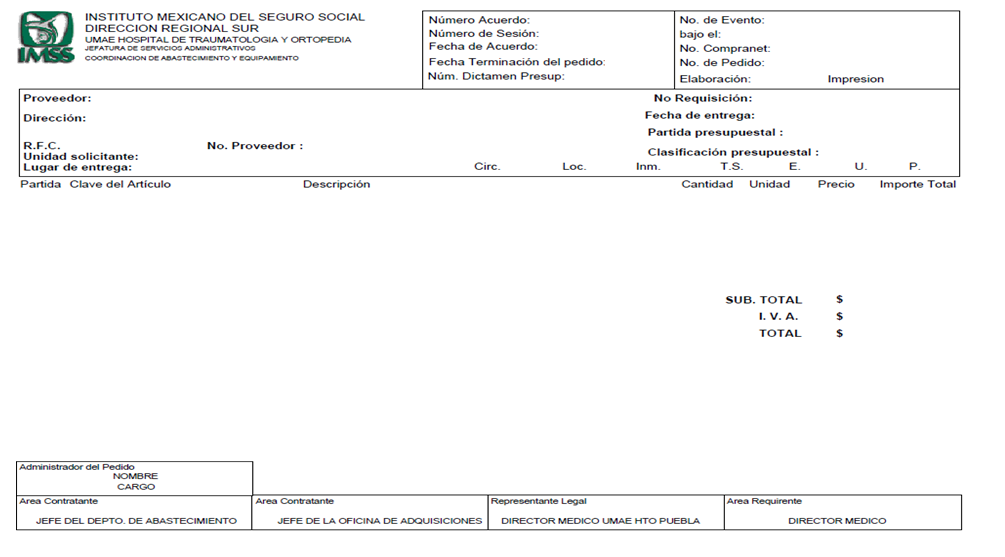 IMSS
INSTITUTO MEXICANO DEL SEGURO SOCIAL
DIRECCION REGIONAL SUR
UMAE HOSPITAL DE TRAUMATOLOGIA Y ORTOPEDIA
JEFATURA DE SERVICIOS ADMINISTRATIVOS
COORDINACION DE ABASTECIMIENTO Y EQUIPAMIENTO
Número Acuerdo:
Número de Sesión:
Fecha de Acuerdo:
Fecha Terminación del pedido:
Núm. Dictamen Presup:
No. de Evento:
bajo el:
No. Compranet:
No. de Pedido:
Elaboración: Impresion
Proveedor: No Requisición:
Dirección: Fecha de entrega:
Partida presupuestal :
R.F.C. No. Proveedor : Clasificación presupuestal :
Unidad solicitante:
Lugar de entrega: Circ. Loc. Inm. T.S. E. U. P.
Partida Clave del Artículo Descripción Cantidad Unidad Precio Importe Total
SUB. TOTAL $
I. V. A. $
TOTAL $
Administrador del Pedido
NOMBRE
CARGO
Area Contratante Area Contratante Representante Legal Area Requirente
JEFE DEL DEPTO. DE ABASTECIMIENTO JEFE DE LA OFICINA DE ADQUISICIONES DIRECTOR MEDICO UMAE HTO PUEBLA DIRECTOR MEDICO